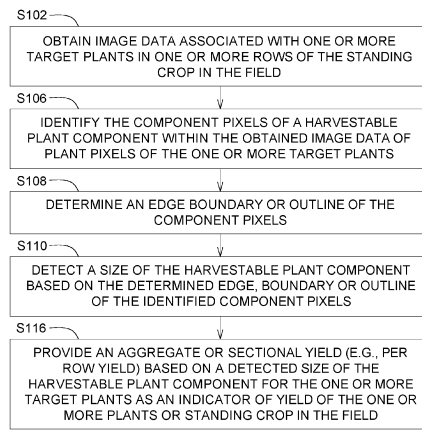 S102
OBTAIN IMAGE DATA ASSOCIATED WITH ONE OR MORE
TARGET PLANTS IN ONE OR MORE ROWS OF THE STANDING
CROP IN THE FIELD
S106
IDENTIFY THE COMPONENT PIXELS OF A HARVESTABLE
PLANT COMPONENT WITHIN THE OBTAINED IMAGE DATA OF
PLANT PIXELS OF THE ONE OR MORE TARGET PLANTS
S108
DETERMINE AN EDGE BOUNDARY OR OUTLINE OF THE
COMPONENT PIXELS
S110
DETECT A SIZE OF THE HARVESTABLE PLANT COMPONENT
BASED ON THE DETERMINED EDGE, BOUNDARY OR OUTLINE
OF THE IDENTIFIED COMPONENT PIXELS
S116
PROVIDE AN AGGREGATE OR SECTIONAL YIELD (E.G., PER
ROW YIELD) BASED ON A DETECTED SIZE OF THE
HARVESTABLE PLANT COMPONENT FOR THE ONE OR MORE
TARGET PLANTS AS AN INDICATOR OF YIELD OF THE ONE OR
MORE PLANTS OR STANDING CROP IN THE FIELD